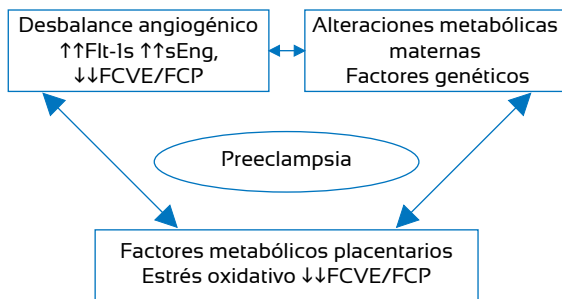 Desbalance angiogénico
↑↑Flt-1s ↑↑sEng,
↓↓FCVE/FCP
Alteraciones metabólicas
maternas
Factores genéticos
Preeclampsia
Factores metabólicos placentarios
Estrés oxidativo ↓↓FCVE/FCP